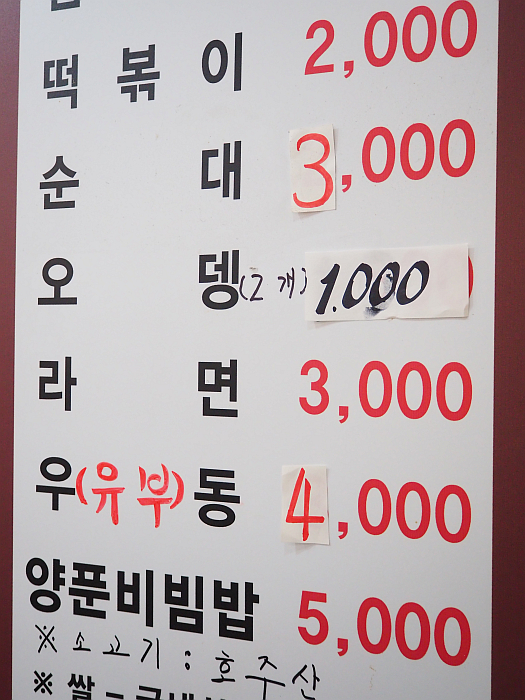 떡 볶 이 2,000
순 대 3,000
오 뎅(2개) 1.000
라 면 3,000
우(유부)동 4,000
양푼비빔밥 5,000
※소고기 : 호주산
※ 쌀 -